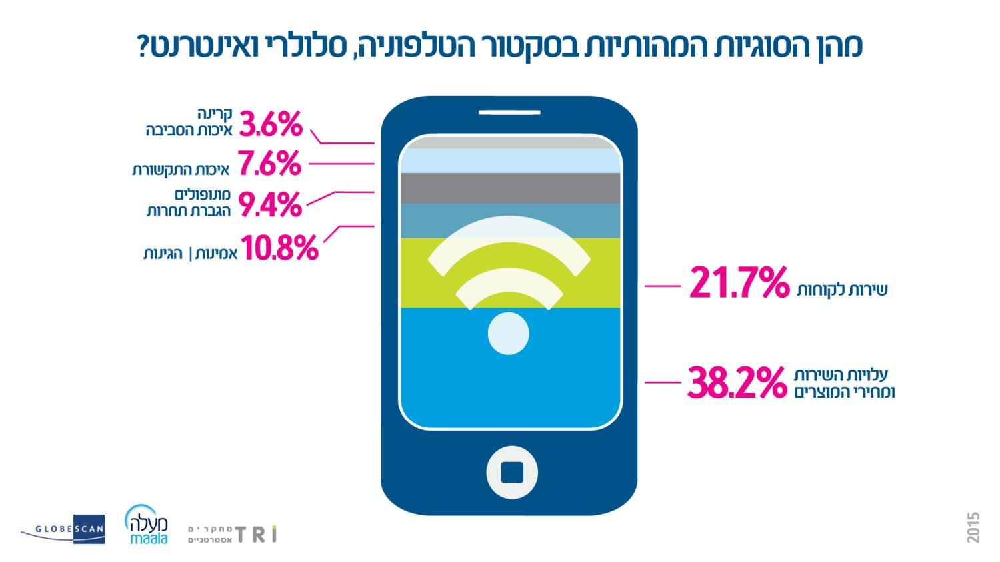 מהן הסוגיות המהותיות בסקטור הטלפוניה, סלולרי ואינטרנט?
3.6% קרינה
איכות הסביבה
7.6% איכות התקשורת
9.4% מונופולים
הגברת תחרות
10.8% אמינות | הגינות
21.7% שירות לקוחות
38.2% עלויות השירות
ומחירי המוצרים
GLOBESCAN
מעלה
maala
TRI מחקרים
אסטרטגיים
2015